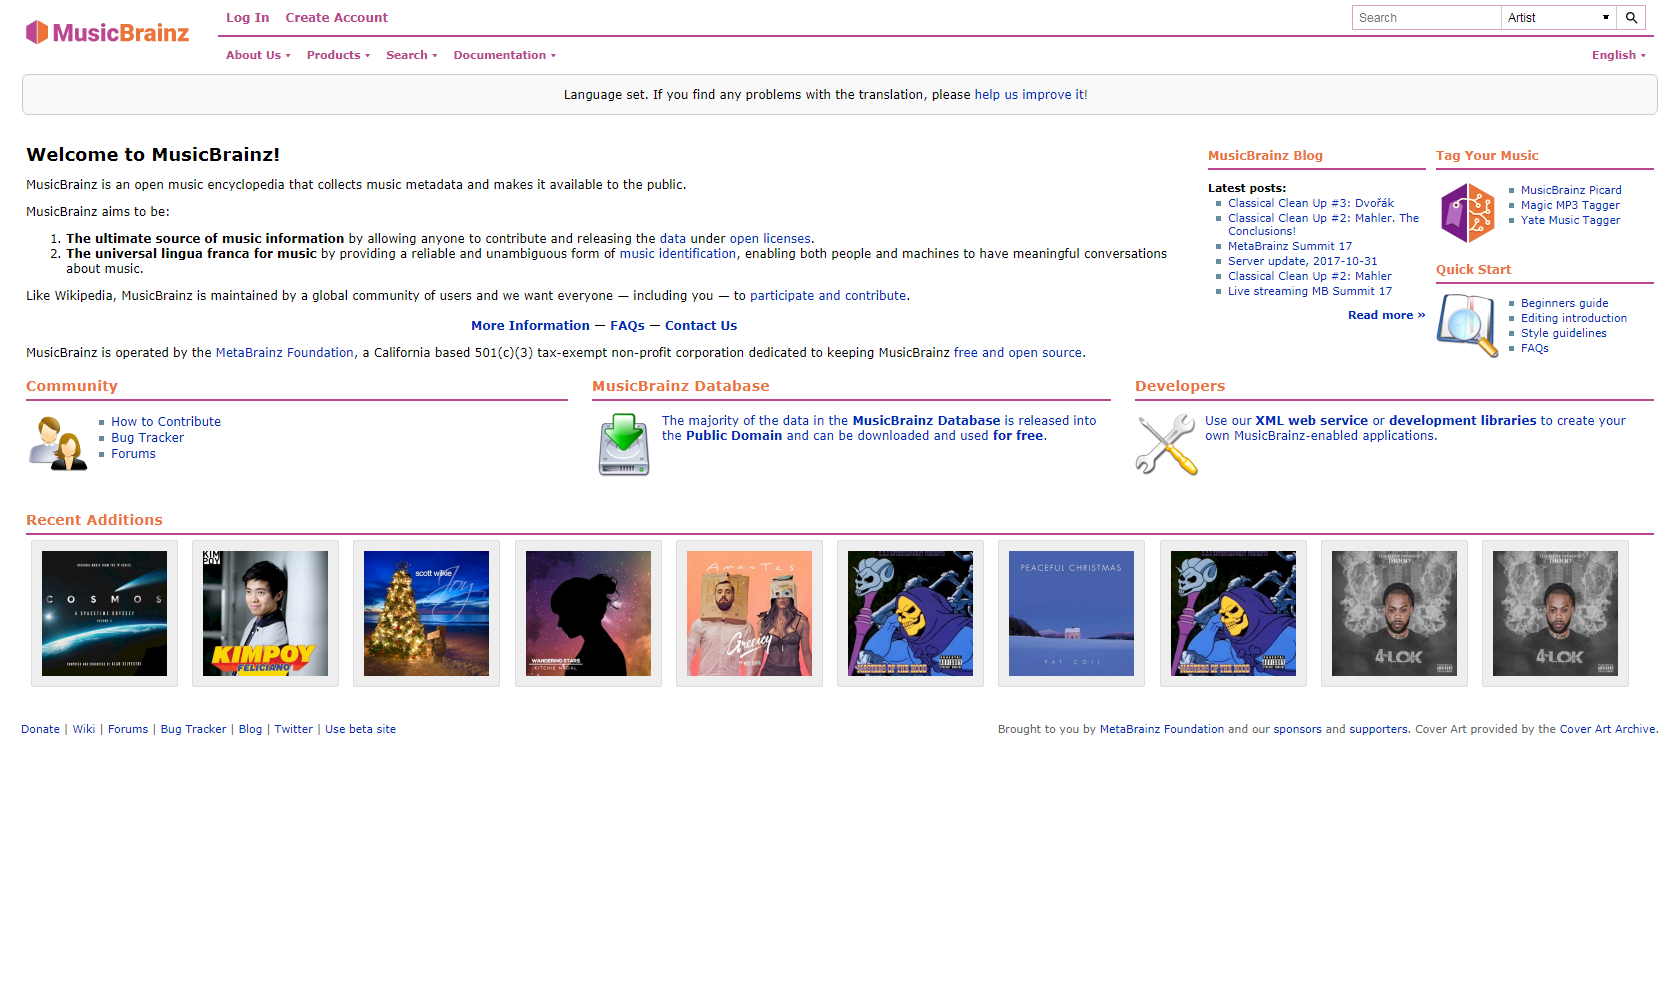 MusicBrainz
Log In Create Account
Search Artist
About Us Products Search Documentation English
Language set. If you find any problems with the translation, please help us improve it!
Welcome to MusicBrainz!
MusicBrainz is an open music encyclopedia that collects music metadata and makes it available to the public.
MusicBrainz aims to be:
1. The ultimate source of music information by allowing anyone to contribute and releasing the data under open licenses.
2. The universal lingua franca for music by providing a reliable and unambiguous form of music identification, enabling both people and machines to have meaningful conversations
about music.
Like Wikipedia, MusicBrainz is maintained by a global community of users and we want everyone — including you — to participate and contribute.
More Information — FAQs — Contact Us
MusicBrainz is operated by the MetaBrainz Foundation, a California based 501(c)(3) tax-exempt non-profit corporation dedicated to keeping MusicBrainz free and open source.
MusicBrainz Blog
Latest posts:
Classical Clean Up #3: Dvořák
Classical Clean Up #2: Mahler. The
Conclusions!
MetaBrainz Summit 17
Server update, 2017-10-31
Classical Clean Up #2: Mahler
Live streaming MB Summit 17
Read more »
Tag Your Music
MusicBrainz Picard
Magic MP3 Tagger
Yate Music Tagger
Quick Start
Beginners guide
Editing introduction
Style guidelines
FAQs
Community
How to Contribute
Bug Tracker
Forums
MusicBrainz Database
The majority of the data in the MusicBrainz Database is released into
the Public Domain and can be downloaded and used for free.
Developers
Use our XML web service or development libraries to create your
own MusicBrainz-enabled applications.
Recent Additions
COSMOS
A SPACETIME ODYSSEY
KIM
POY
KIMPOY
FELICIANO
scott wilkie
Joy
WANDERING STARS
RITCHIE NAGAL
AmanTes
Greeicy
MASTERS OF THE HOOD
PEACEFUL CHRISTMAS
PAT COIL
MASTERS OF THE HOOD
4LOK
4LOK
Donate | Wiki | Forums | Bug Tracker | Blog | Twitter | Use beta site
Brought to you by MetaBrainz Foundation and our sponsors and supporters. Cover Art provided by the Cover Art Archive.